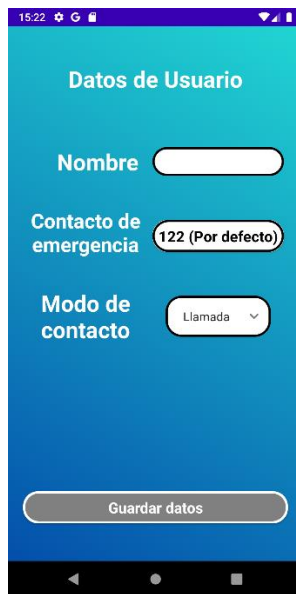 15:22
Datos de Usuario
Nombre
Contacto de
emergencia
122 (Por defecto)
Modo de
contacto
Llamada
Guardar datos